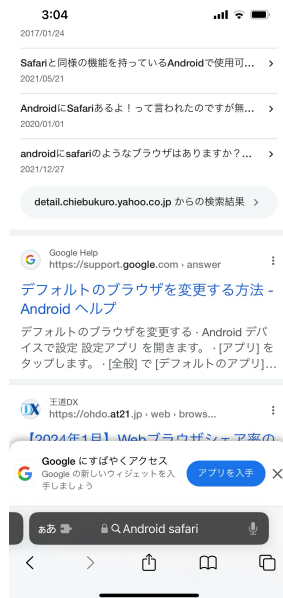 3:04
2017/01/24
Safariと同様の機能を持っているAndroidで使用可...
2021/05/21
AndroidにSafariあるよ！って言われたのですが無...
2020/01/01
androidにsafariのようなブラウザはありますか？...
2021/12/27
detail.chiebukuro.yahoo.co.jp からの検索結果
Google Help
https://support.google.com › answer
デフォルトのブラウザを変更する方法 -
Android ヘルプ
デフォルトのブラウザを変更する · Android デバ
イスで設定 設定アプリ を開きます。 · [アプリ] を
タップします。 · [全般] で [デフォルトのアプリ]...
王道DX
https://ohdo.at21.jp › web › brows...
【2024年1月】Webブラウザシェア率の
Google にすばやくアクセス
Google の新しいウィジェットを入
手しましょう
アプリを入手
ああ
Android safari